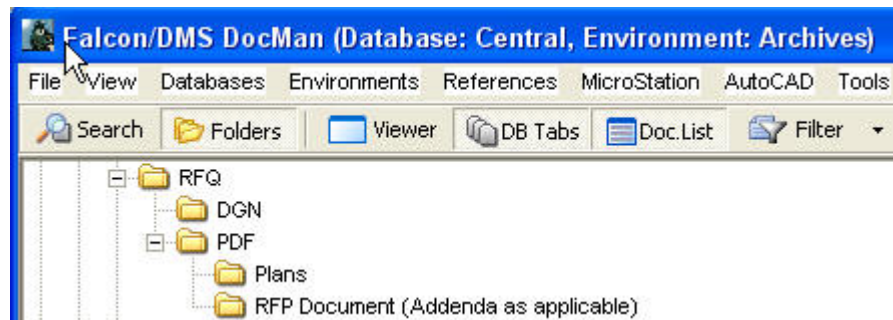 Falcon/DMS DocMan (Database: Central, Environment: Archives)
File View Databases Environments References MicroStation AutoCAD Tools
Search Folders Viewer DB Tabs Doc.List Filter
RFQ
DGN
PDF
Plans
RFP Document (Addenda as applicable)